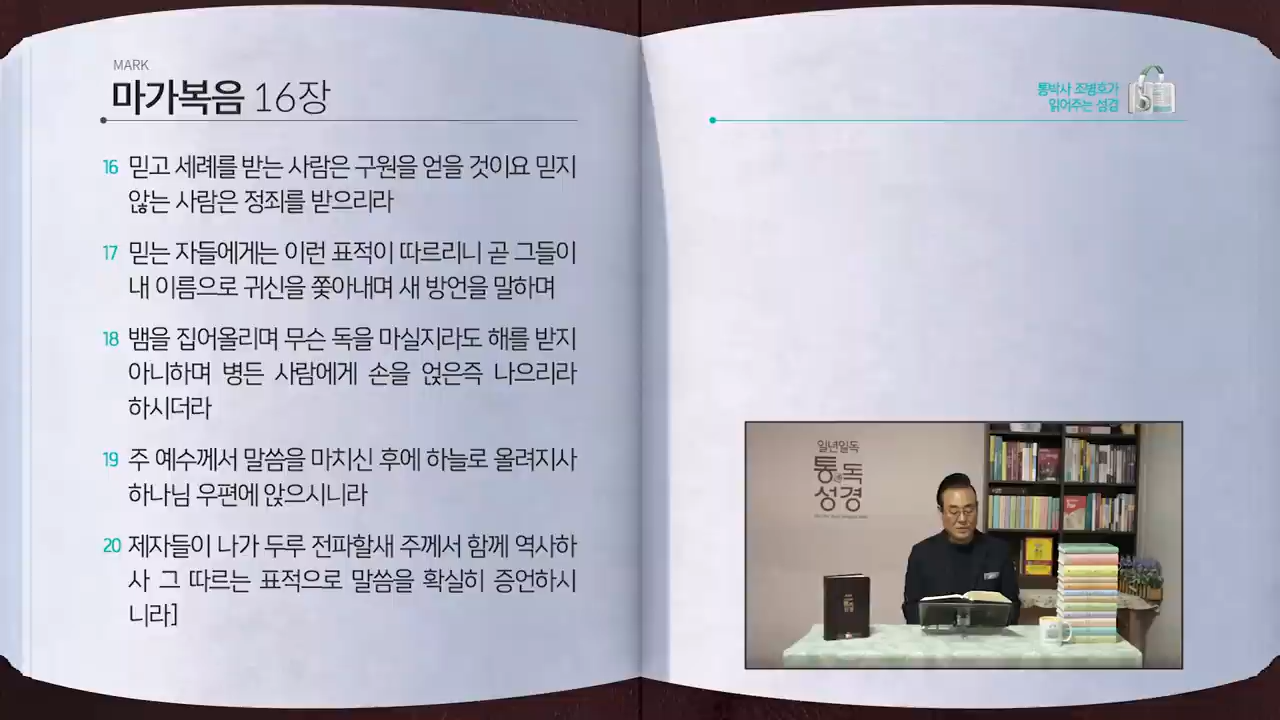 MARK
마가복음 16장
16 믿고 세례를 받는 사람은 구원을 얻을 것이요 믿지
않는 사람은 정죄를 받으리라
17 믿는 자들에게는 이런 표적이 따르리니 곧 그들이
내 이름으로 귀신을 쫓아내며 새 방언을 말하며
18 뱀을 집어올리며 무슨 독을 마실지라도 해를 받지
아니하며 병든 사람에게 손을 얹은즉 나으리라
하시더라
19 주 예수께서 말씀을 마치신 후에 하늘로 올려지사
하나님 우편에 앉으시니라
20 제자들이 나가 두루 전파할새 주께서 함께 역사하
사 그 따르는 표적으로 말씀을 확실히 증언하시
니라]
통박사 조병호가
읽어주는 성경
일년일독
통독
성경